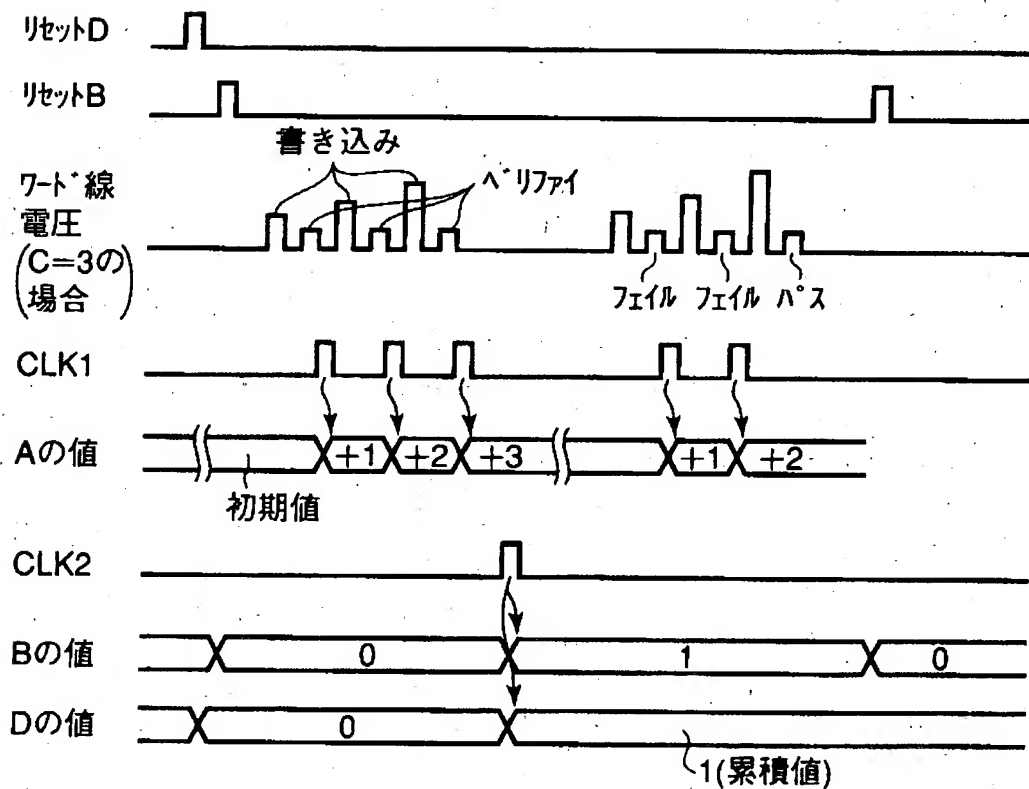 リセットD
リセットB
書き込み
ベリファイ
ワード線
電圧
(C=3の
場合)
フェイル フェイル パス
CLK1
Aの値
+1 +2 +3 +1 +2
初期値
CLK2
Bの値 0 1 0
Dの値 0
1(累積値)